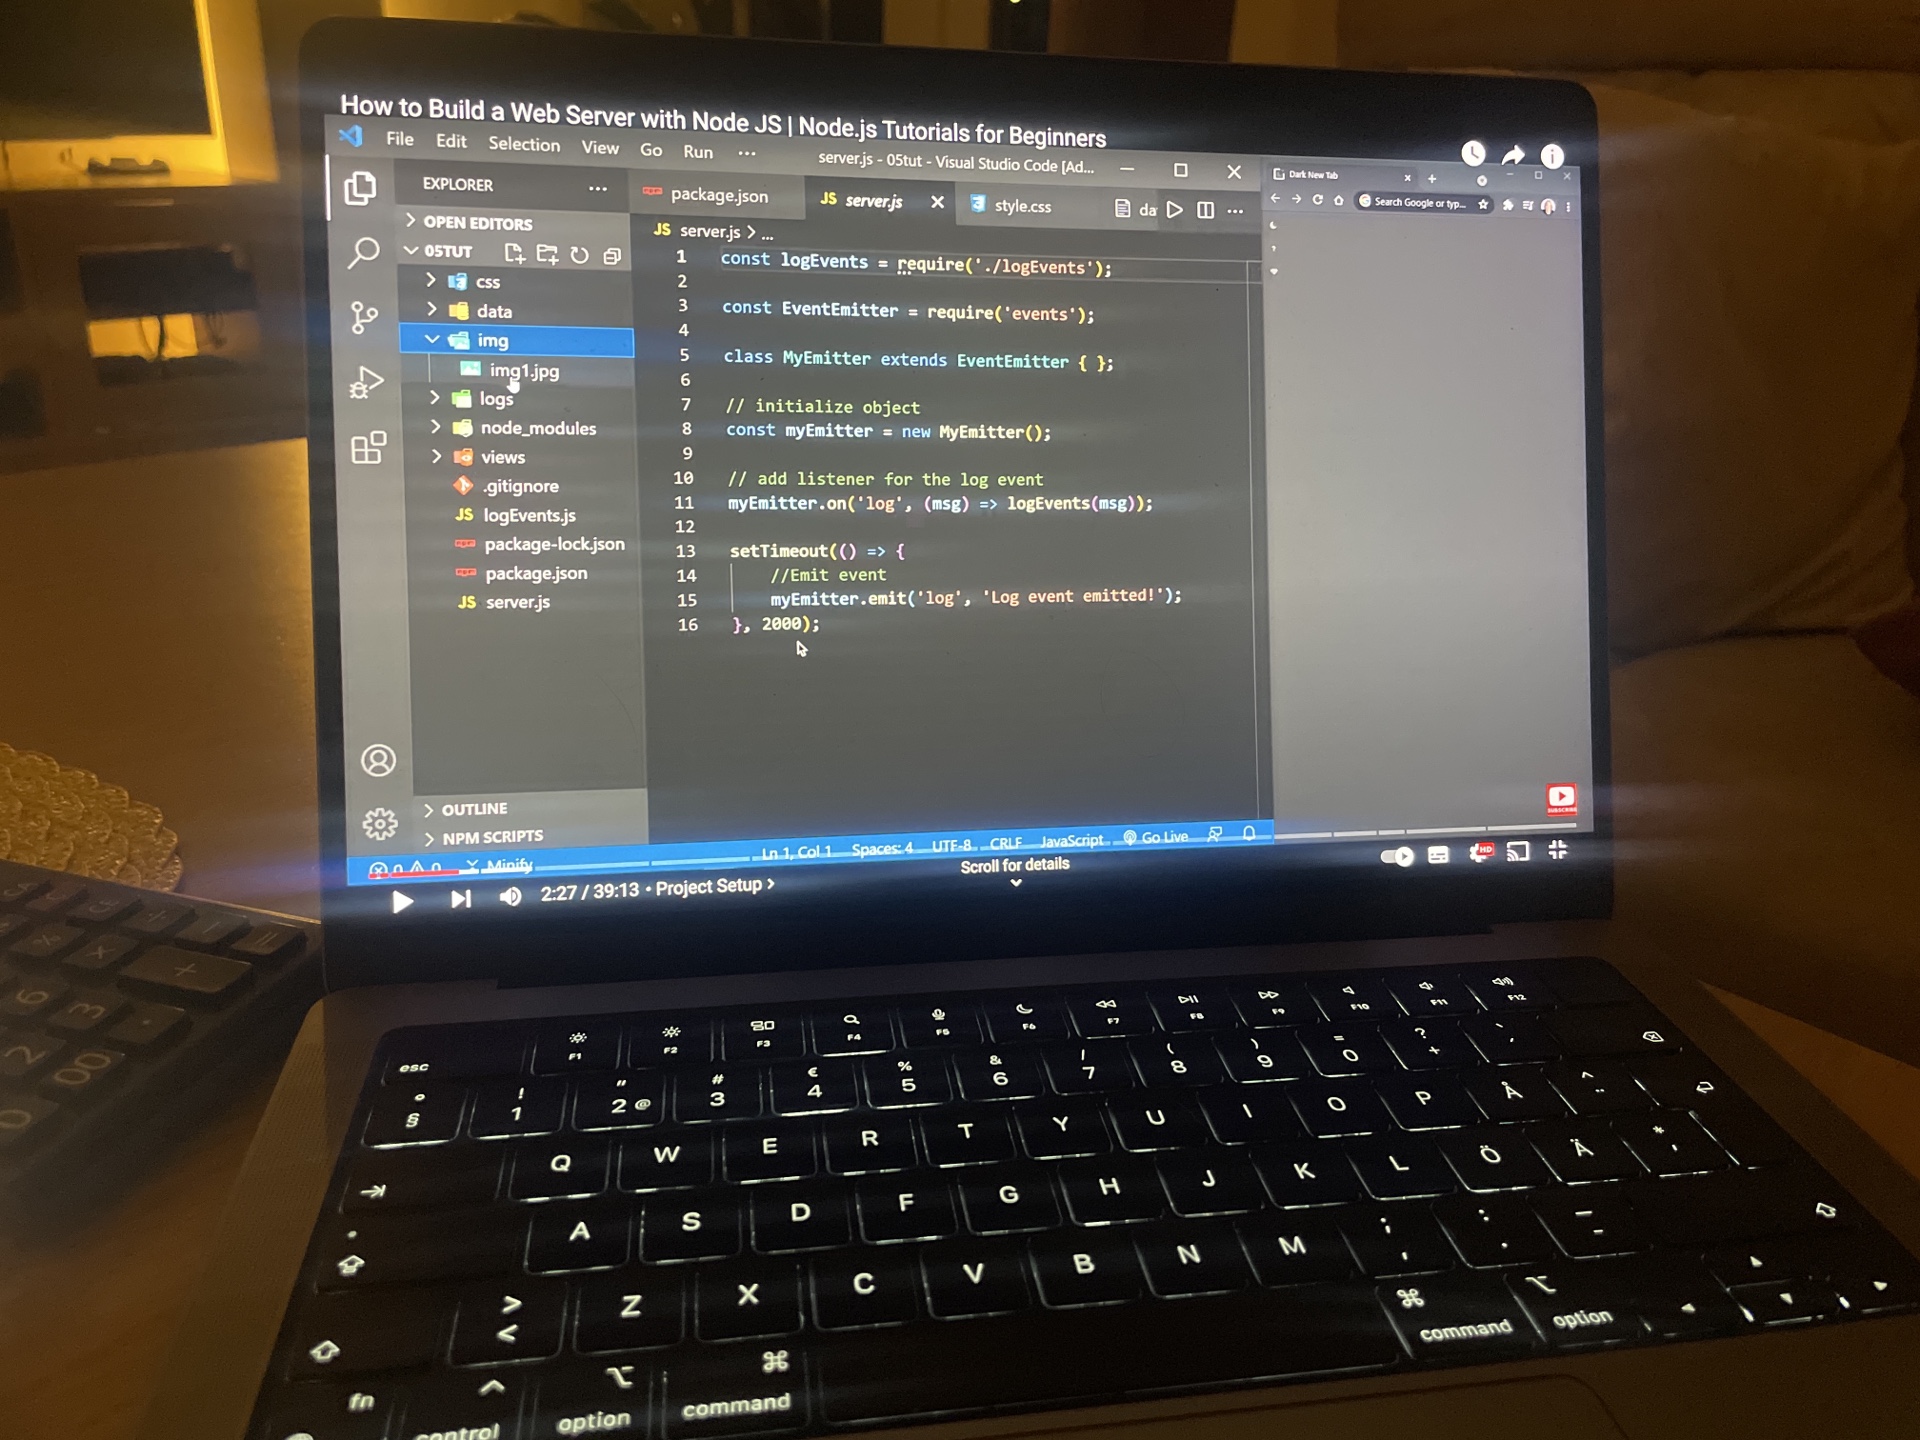 How to Build a Web Server with Node JS | Node.js Tutorials for Beginners
File Edit Selection View Go Run ... server.js - 05tut - Visual Studio Code [Ad...
Dark New Tab
Search Google or typ...
EXPLORER ...
package.json
JS server.js
style.css
da
...
OPEN EDITORS
05TUT
css
data
img
img1.jpg
logs
node_modules
views
.gitignore
JS logEvents.js
package-lock.json
package.json
JS server.js
OUTLINE
NPM SCRIPTS
JS server.js > ...
1 const logEvents = require('./logEvents');
2
3 const EventEmitter = require('events');
4
5 class MyEmitter extends EventEmitter { };
6
7 // initialize object
8 const myEmitter = new MyEmitter();
9
10 // add listener for the log event
11 myEmitter.on('log', (msg) => logEvents(msg));
12
13 setTimeout(() => {
14 //Emit event
15 myEmitter.emit('log', 'Log event emitted!');
16 }, 2000);
SUBSCRIBE
0 0 Minify
Ln 1, Col 1 Spaces: 4 UTF-8 CRLF JavaScript Go Live
Scroll for details
2:27 / 39:13 • Project Setup >
HD
esc F1 F2 F3 F4 F5 F6 F7 F8 F9 F10 F11 F12
° ! " # € % & / ( ) = ? `
§ 1 2 @ 3 4 5 6 7 8 9 0 + ´
Q W E R T Y U I O P Å ^ ¨
A S D F G H J K L Ö Ä * '
> < Z X C V B N M ; , : . _ -
fn control option command command option
+
6 3
2 00
0